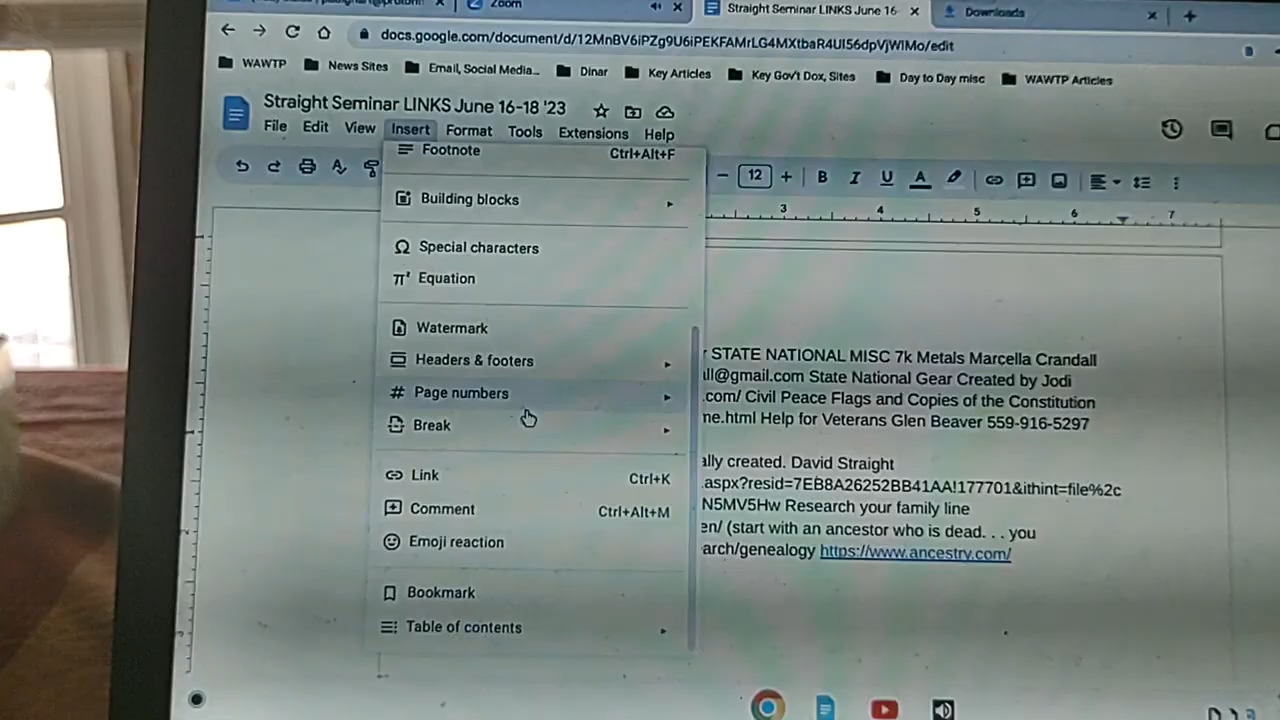 Zoom
Straight Seminar LINKS June 16-
Downloads
docs.google.com/document/d/12MnBV6iPZg9U6iPEKFAMrLG4MXtbaR4UI56dpVjWIMo/edit
WAWTP
News Sites
Email, Social Media...
Dinar
Key Articles
Key Gov't Dox, Sites
Day to Day misc
WAWTP Articles
Straight Seminar LINKS June 16-18 '23
File Edit View Insert Format Tools Extensions Help
Footnote Ctrl+Alt+F
12
B I U A
3 4 5 6 7
Building blocks
Special characters
Equation
Watermark
Headers & footers
Page numbers
Break
Link Ctrl+K
Comment Ctrl+Alt+M
Emoji reaction
Bookmark
Table of contents
STATE NATIONAL MISC 7k Metals Marcella Crandall
ll@gmail.com State National Gear Created by Jodi
.com/ Civil Peace Flags and Copies of the Constitution
me.html Help for Veterans Glen Beaver 559-916-5297
ally created. David Straight
.aspx?resid=7EB8A26252BB41AA!177701&ithint=file%2c
N5MV5Hw Research your family line
en/ (start with an ancestor who is dead. . . you
arch/genealogy https://www.ancestry.com/